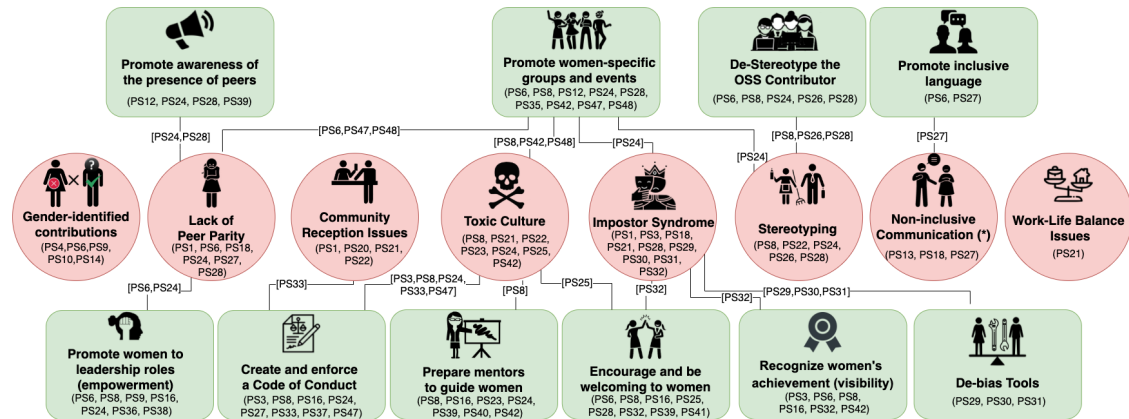 Promote awareness of
the presence of peers
(PS12, PS24, PS28, PS39)
Promote women-specific
groups and events
(PS6, PS8, PS12, PS24, PS28,
PS35, PS42, PS47, PS48)
De-Stereotype the
OSS Contributor
(PS6, PS8, PS24, PS26, PS28)
Promote inclusive
language
(PS6, PS27)
[PS24,PS28]
[PS6,PS47,PS48]
[PS8,PS42,PS48]
[PS24]
[PS24]
[PS8,PS26,PS28]
[PS27]
?
Gender-identified
contributions
(PS4,PS6,PS9,
PS10,PS14)
Lack of
Peer Parity
(PS1, PS6, PS18,
PS24, PS27,
PS28)
Community
Reception Issues
(PS1, PS20, PS21,
PS22)
Toxic Culture
(PS8, PS21, PS22,
PS23, PS24, PS25,
PS42)
Impostor Syndrome
(PS1, PS3, PS18,
PS21, PS28, PS29,
PS30, PS31,
PS32)
Stereotyping
(PS8, PS22, PS24,
PS26, PS28)
Non-inclusive
Communication (*)
(PS13, PS18, PS27)
Work-Life Balance
Issues
(PS21)
[PS6,PS24]
[PS33]
[PS3,PS8,PS24,
PS33,PS47]
[PS8]
[PS25]
[PS32]
[PS32]
[PS29,PS30,PS31]
Promote women to
leadership roles
(empowerment)
(PS6, PS8, PS9, PS16,
PS24, PS36, PS38)
Create and enforce
a Code of Conduct
(PS3, PS8, PS16, PS24,
PS27, PS33, PS37, PS47)
Prepare mentors
to guide women
(PS8, PS16, PS23, PS24,
PS39, PS40, PS42)
Encourage and be
welcoming to women
(PS6, PS8, PS16, PS25,
PS28, PS32, PS39, PS41)
Recognize women's
achievement (visibility)
(PS3, PS6, PS8,
PS16, PS32, PS42)
De-bias Tools
(PS29, PS30, PS31)